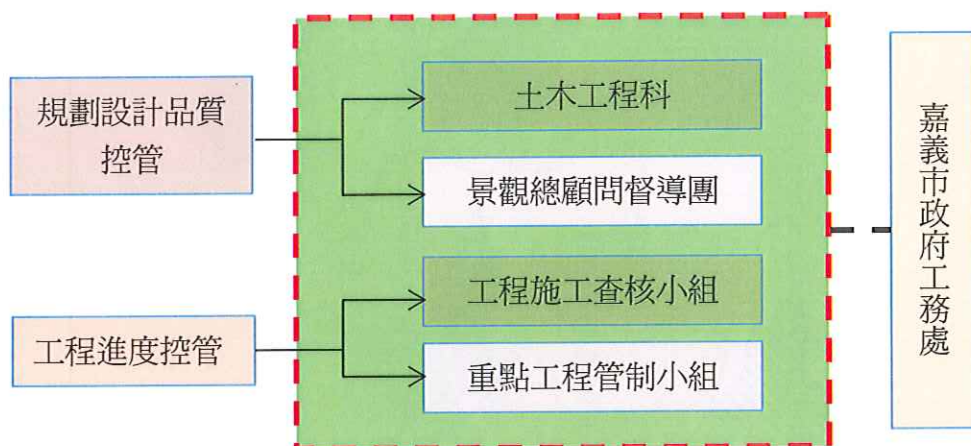 規劃設計品質
控管
土木工程科
景觀總顧問督導團
工程施工查核小組
工程進度控管
重點工程管制小組
嘉義市政府工務處